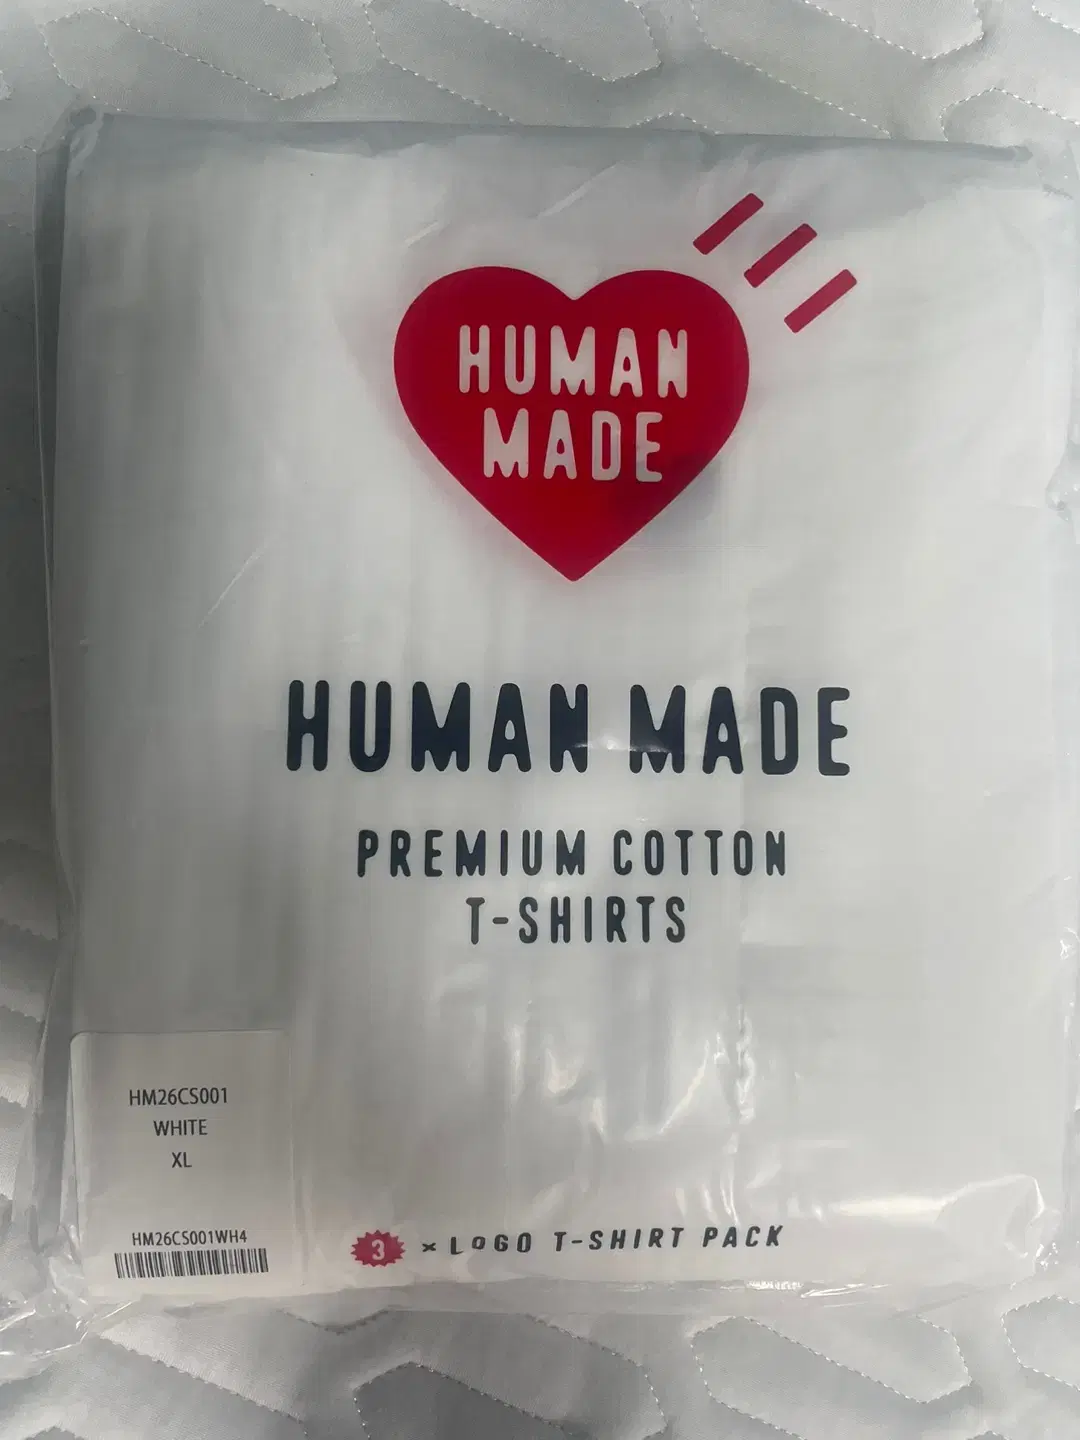 HUMAN
MADE
HUMAN MADE
PREMIUM COTTON
T-SHIRTS
HM26CS001
WHITE
XL
HM26CS001WH4
3 × LOGO T-SHIRT PACK